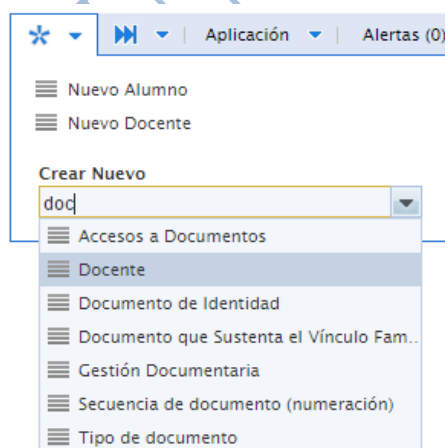 Aplicación Alertas (0)
Nuevo Alumno
Nuevo Docente
Crear Nuevo
doc
Accesos a Documentos
Docente
Documento de Identidad
Documento que Sustenta el Vínculo Fam..
Gestión Documentaria
Secuencia de documento (numeración)
Tipo de documento